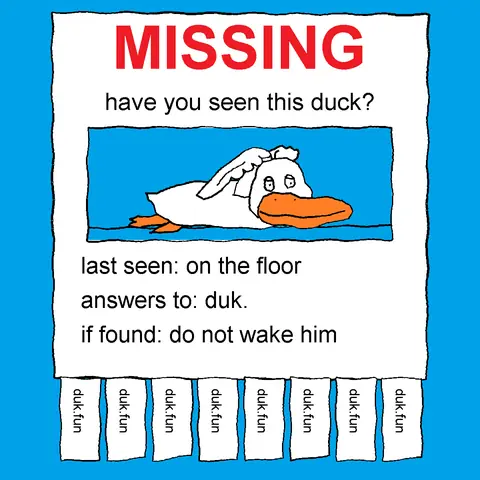 MISSING
have you seen this duck?
last seen: on the floor
answers to: duk.
if found: do not wake him
duk.fun
duk.fun
duk.fun
duk.fun
duk.fun
duk.fun
duk.fun
duk.fun